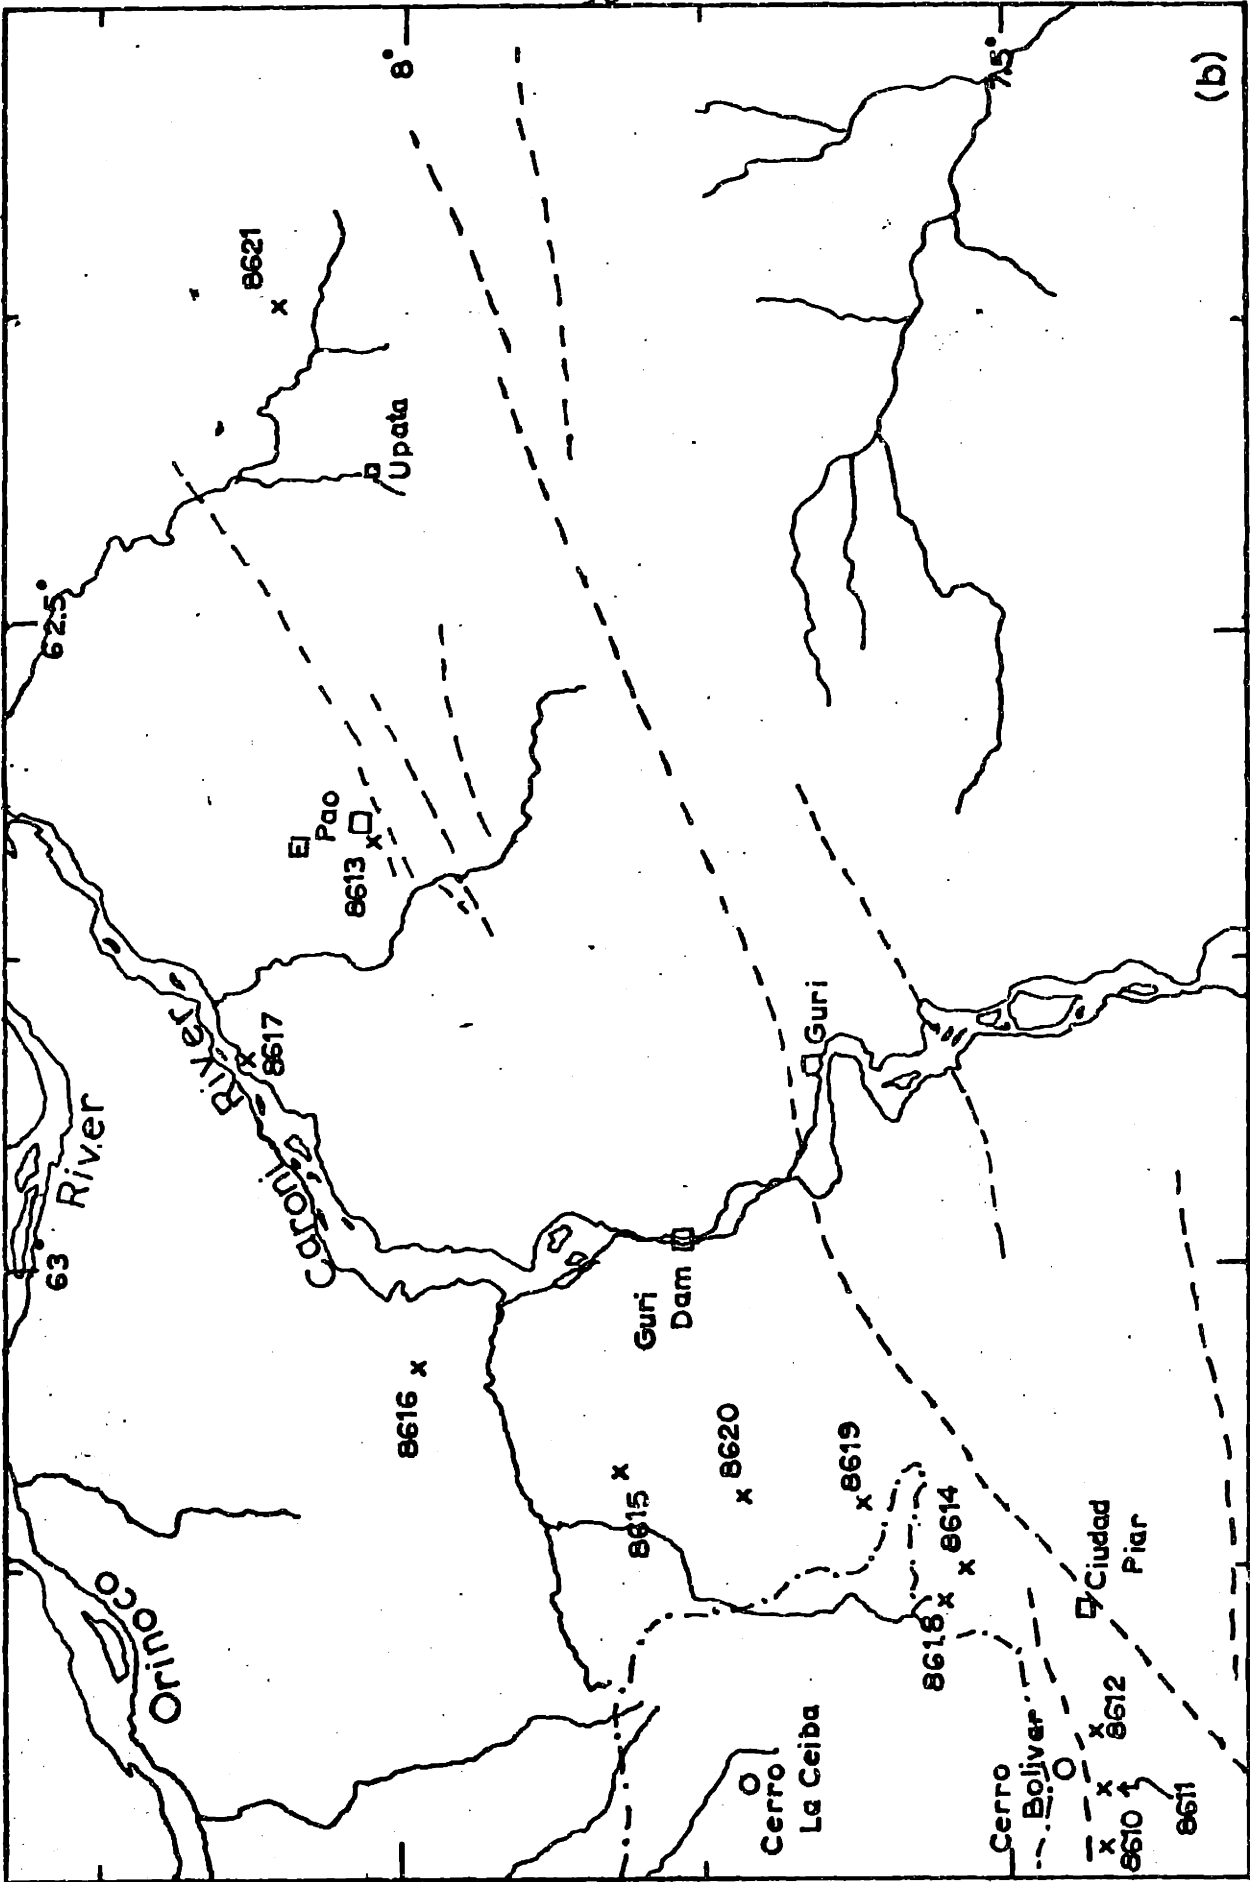 (b)
8°
7.5°
62.5°
63°
8621
Upata
El
Pao
8613
Caroni River
8617
River
Orinoco
Guri
Guri
Dam
8616
8615
8620
8619
8614
8618
Ciudad
Piar
Cerro
La Ceiba
Cerro
Bolivar
8612
8610
8611